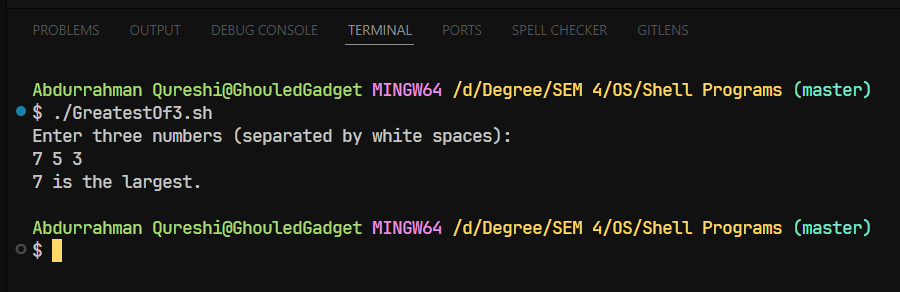 PROBLEMS OUTPUT DEBUG CONSOLE TERMINAL PORTS SPELL CHECKER GITLENS
Abdurrahman Qureshi@GhouledGadget MINGW64 /d/Degree/SEM 4/OS/Shell Programs (master)
$ ./GreatestOf3.sh
Enter three numbers (separated by white spaces):
7 5 3
7 is the largest.
Abdurrahman Qureshi@GhouledGadget MINGW64 /d/Degree/SEM 4/OS/Shell Programs (master)
$